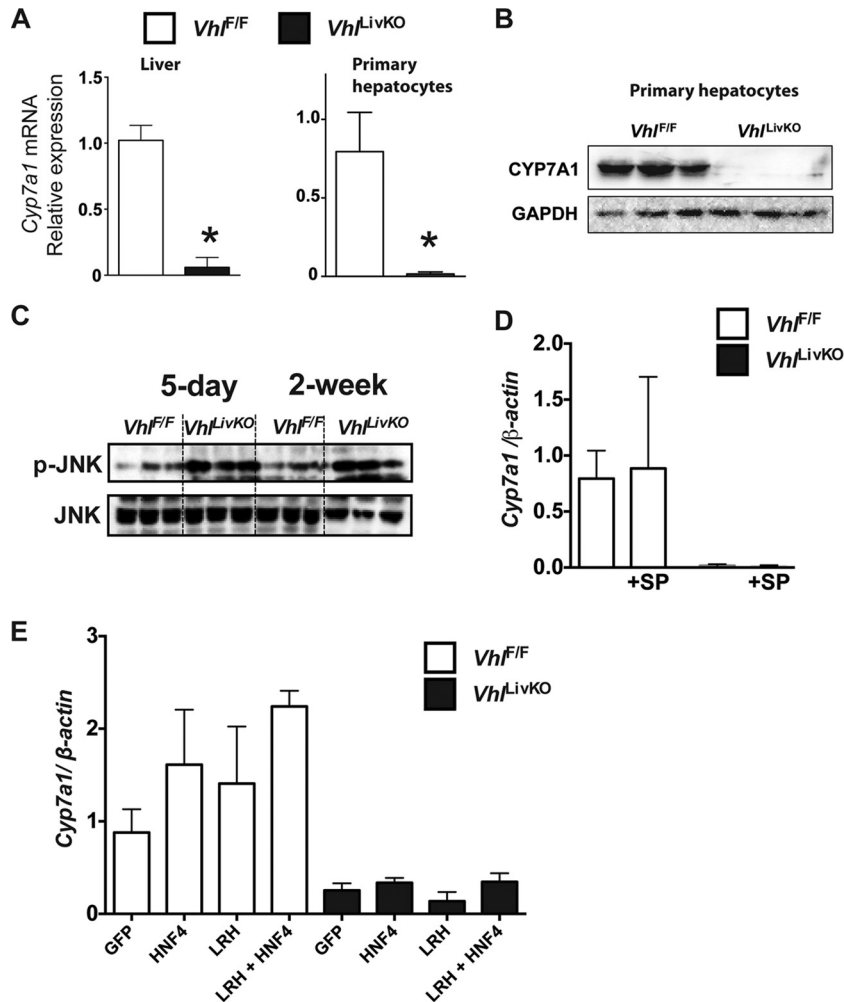 A
Vhl^F/F
Vhl^LivKO
Liver
Primary
hepatocytes
Cyp7a1 mRNA
Relative expression
1.5
1.0
1.0
0.5
0
*
1.0
0.5
0
*
B
Primary hepatocytes
Vhl^F/F
Vhl^LivKO
CYP7A1
GAPDH
C
5-day
2-week
Vhl^F/F
Vhl^LivKO
Vhl^F/F
Vhl^LivKO
p-JNK
JNK
D
Vhl^F/F
Vhl^LivKO
Cyp7a1 /β-actin
2.0
1.5
1.0
0.5
0.0
+SP
+SP
E
Vhl^F/F
Vhl^LivKO
Cyp7a1/ β-actin
3
2
1
0
GFP
HNF4
LRH
LRH + HNF4
GFP
HNF4
LRH
LRH + HNF4